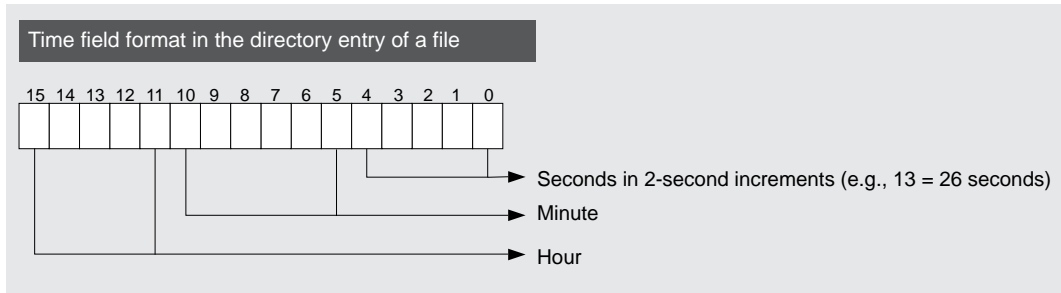 Time field format in the directory entry of a file
15 14 13 12 11 10 9 8 7 6 5 4 3 2 1 0
Seconds in 2-second increments (e.g., 13 = 26 seconds)
Minute
Hour